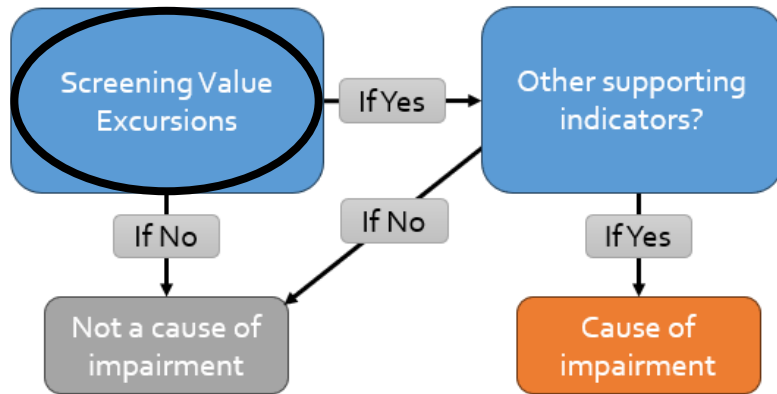 Screening Value
Excursions
If Yes
Other supporting
indicators?
If No
If No
If Yes
Not a cause of
impairment
Cause of
impairment